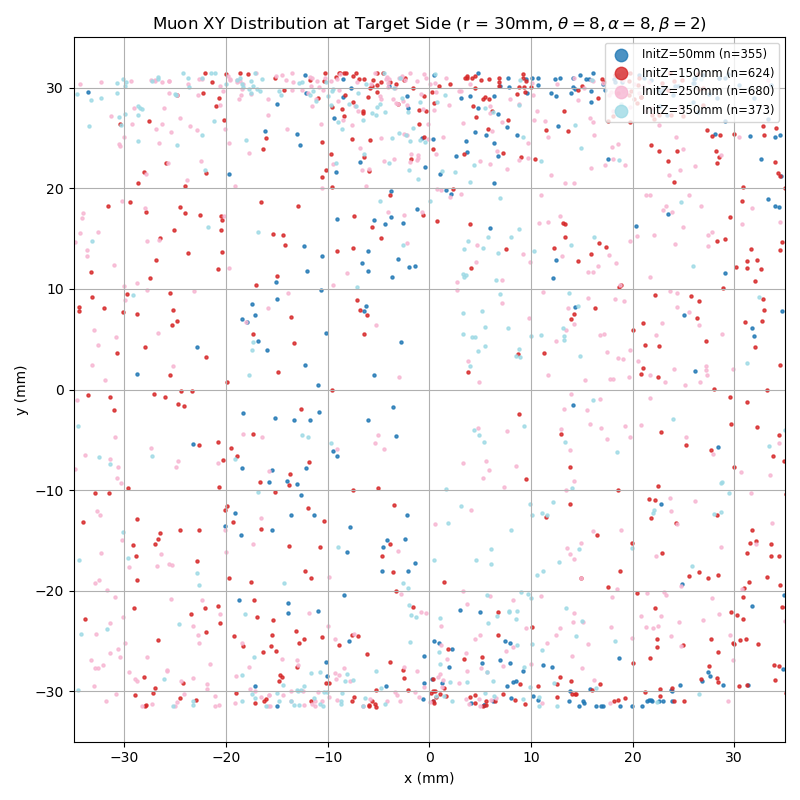 Muon XY Distribution at Target Side (r = 30mm, θ = 8, α = 8, β = 2)
InitZ=50mm (n=355)
InitZ=150mm (n=624)
InitZ=250mm (n=680)
InitZ=350mm (n=373)
30
20
10
0
−10
−20
−30
y (mm)
−30 −20 −10 0 10 20 30
x (mm)